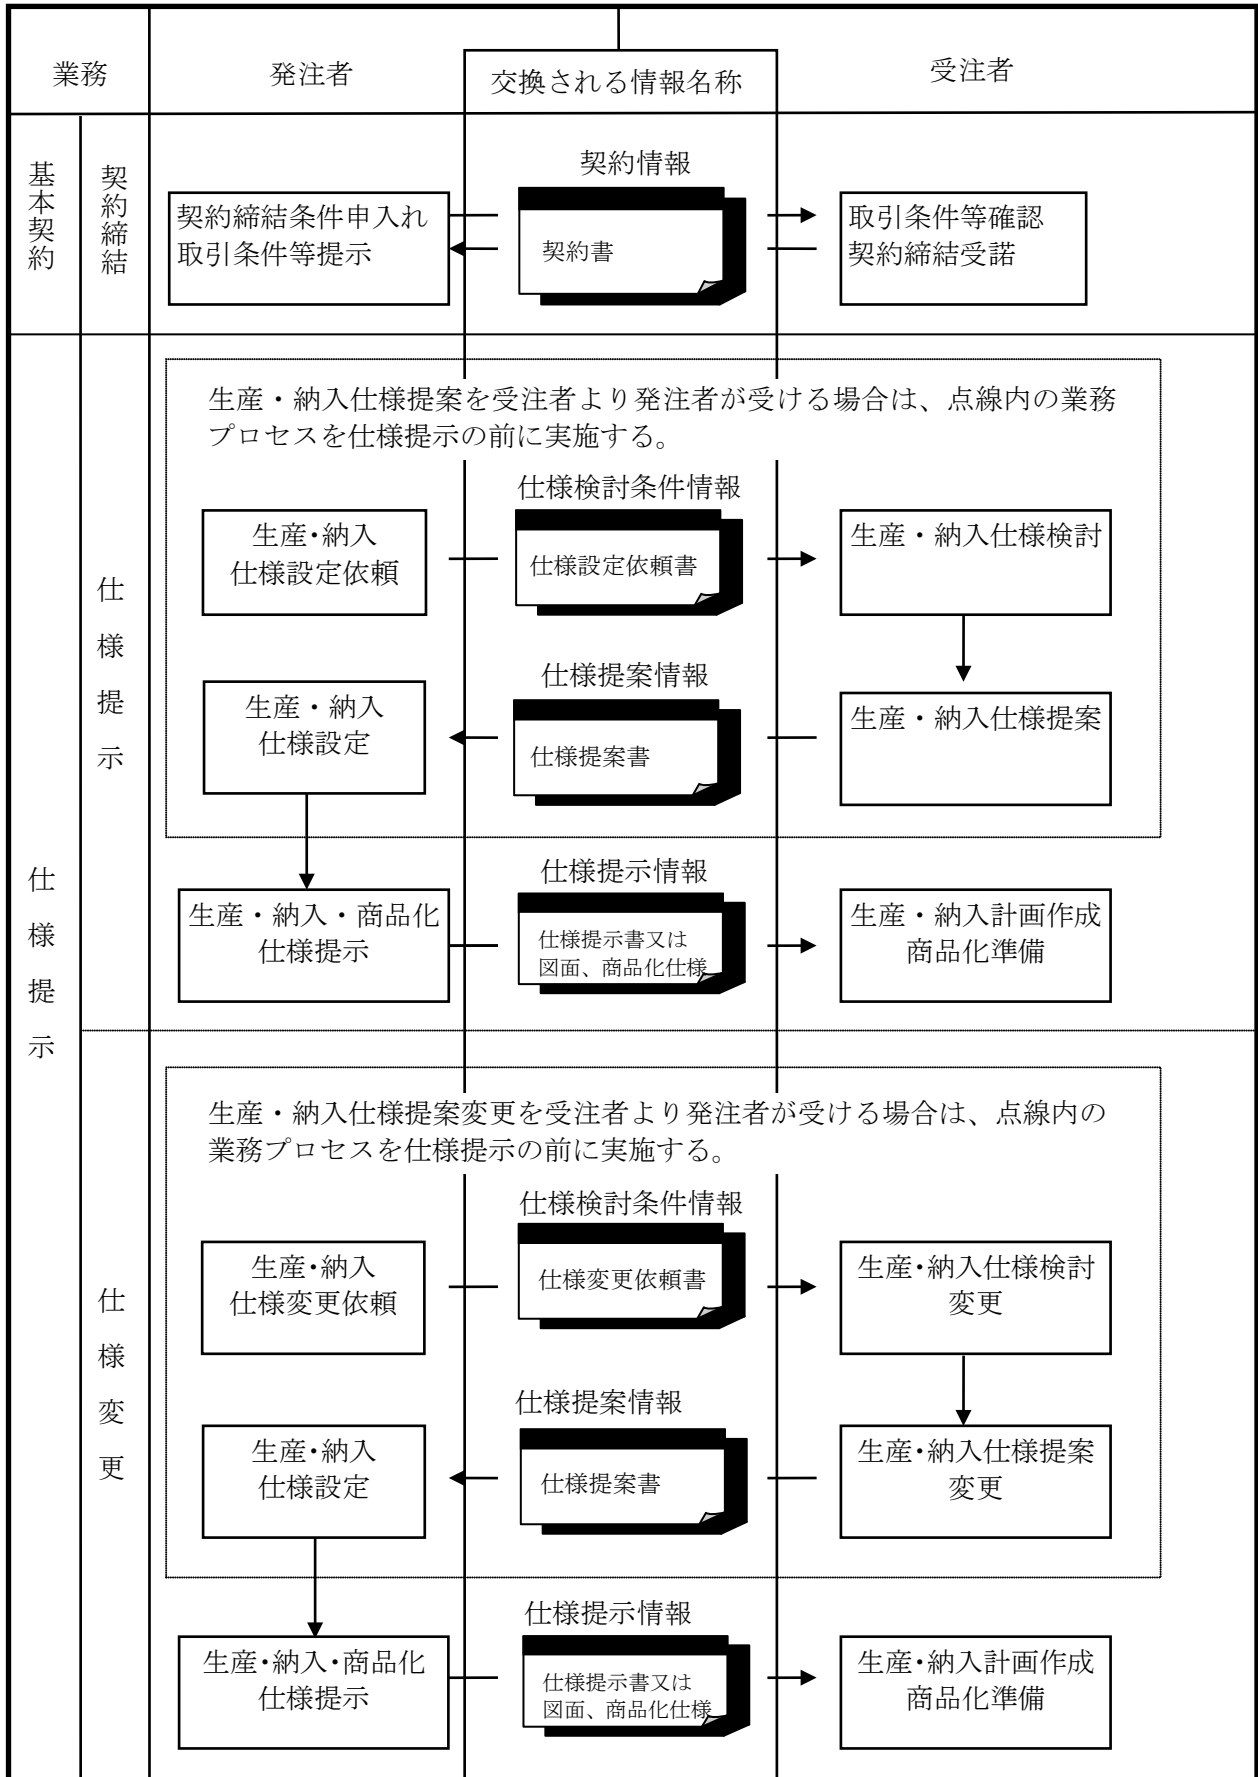 業務
発注者
交換される情報名称
受注者
基本契約
契約締結
契約情報
契約締結条件申入れ
取引条件等提示
契約書
取引条件等確認
契約締結受諾
仕様提示
仕様提示
生産・納入仕様提案を受注者より発注者が受ける場合は、点線内の業務
プロセスを仕様提示の前に実施する。
仕様検討条件情報
生産・納入
仕様設定依頼
仕様設定依頼書
生産・納入仕様検討
仕様提案情報
生産・納入
仕様設定
仕様提案書
生産・納入仕様提案
仕様提示情報
生産・納入・商品化
仕様提示
仕様提示書又は
図面、商品化仕様
生産・納入計画作成
商品化準備
仕様変更
生産・納入仕様提案変更を受注者より発注者が受ける場合は、点線内の
業務プロセスを仕様提示の前に実施する。
仕様検討条件情報
生産・納入
仕様変更依頼
仕様変更依頼書
生産・納入仕様検討
変更
仕様提案情報
生産・納入
仕様設定
仕様提案書
生産・納入仕様提案
変更
仕様提示情報
生産・納入・商品化
仕様提示
仕様提示書又は
図面、商品化仕様
生産・納入計画作成
商品化準備